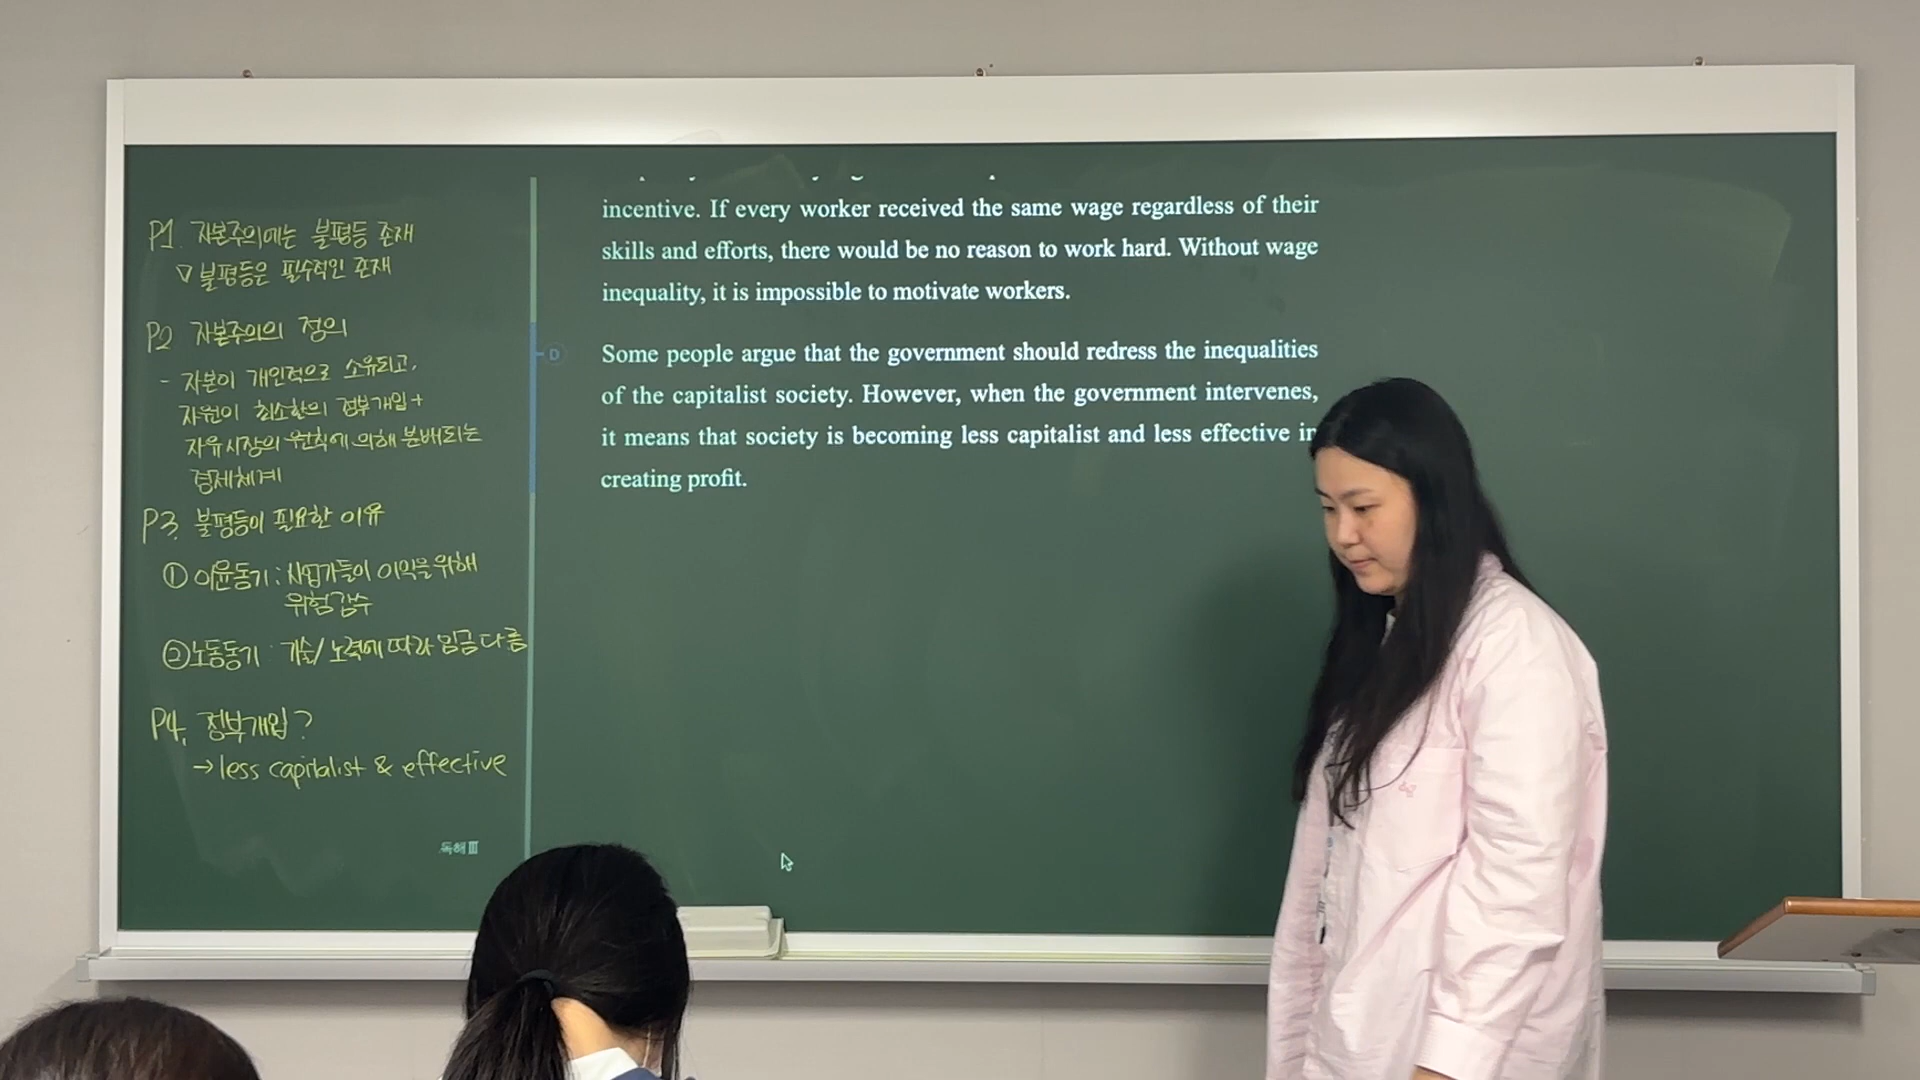 P1. 자본주의에는 불평등 존재
▽ 불평등은 필수적인 존재
P2 자본주의의 정의
- 자본이 개인적으로 소유되고,
자원이 최소한의 정부개입+
자유시장의 원칙에 의해 분배되는
경제체계
P3. 불평등이 필요한 이유
① 이윤동기: 사업가들이 이익을 위해
위험감수
② 노동동기: 기술/노력에 따라 임금 다름
P4. 정부개입?
→ less capitalist & effective
독해 III
incentive. If every worker received the same wage regardless of their
skills and efforts, there would be no reason to work hard. Without wage
inequality, it is impossible to motivate workers.
D
Some people argue that the government should redress the inequalities
of the capitalist society. However, when the government intervenes,
it means that society is becoming less capitalist and less effective in
creating profit.